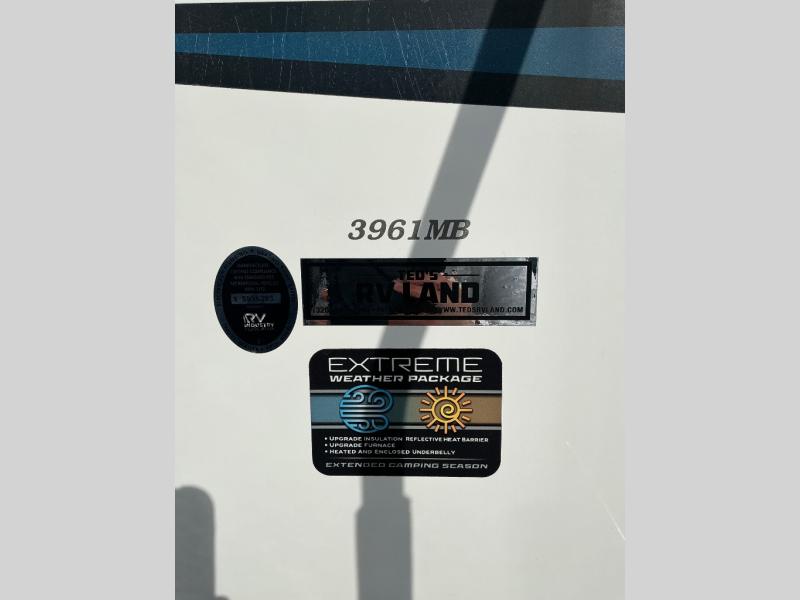 3961MB
TED'S
RV LAND
WWW.TEDSRVLAND.COM
RV
INDUSTRY
EXTREME
WEATHER PACKAGE
• UPGRADE INSULATION REFLECTIVE HEAT BARRIER
• UPGRADE FURNACE
• HEATED AND ENCLOSED UNDERBELLY
EXTENDED CAMPING SEASON